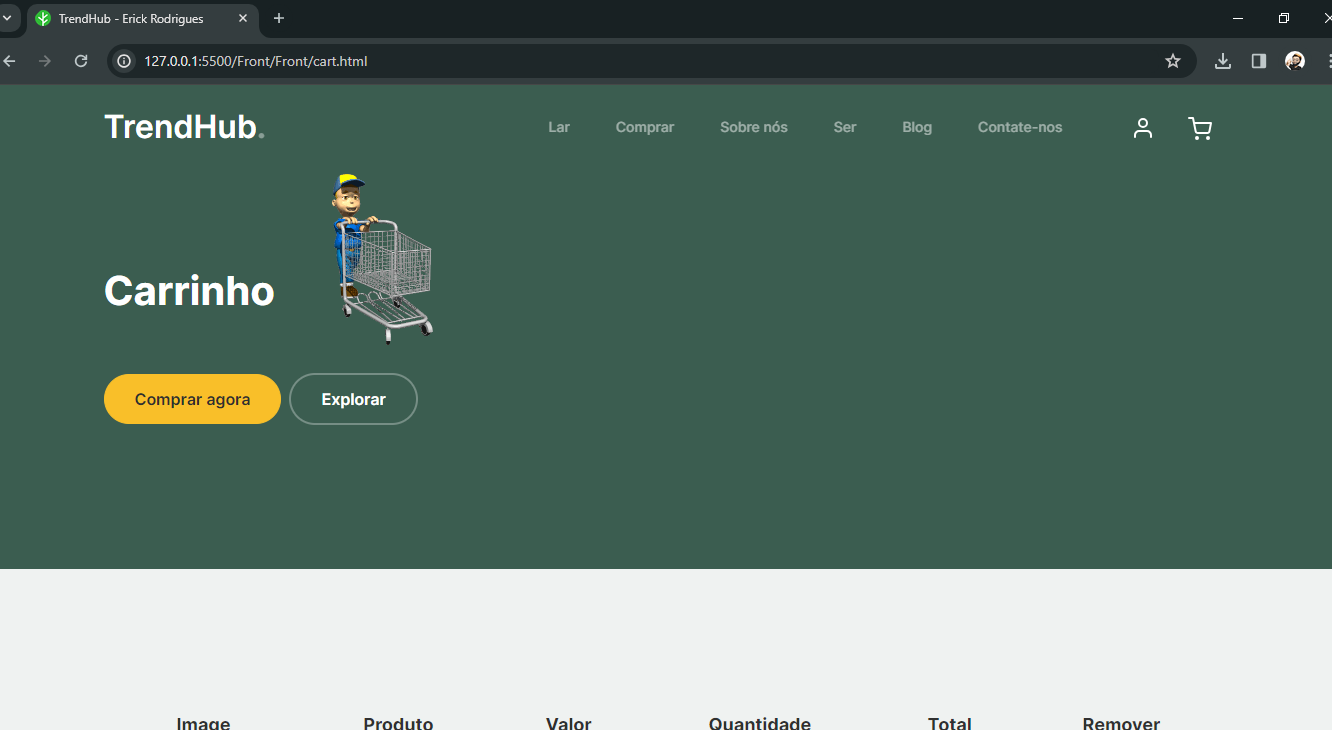 TrendHub - Erick Rodrigues
127.0.0.1:5500/Front/Front/cart.html
TrendHub.
Lar Comprar Sobre nós Ser Blog Contate-nos
Carrinho
Comprar agora Explorar
Image Produto Valor Quantidade Total Remover